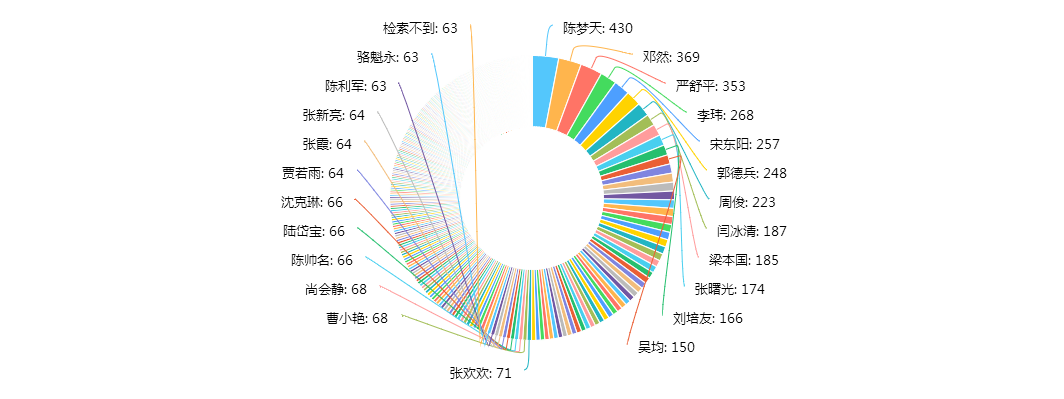 陈梦天: 430
邓然: 369
严舒平: 353
李玮: 268
宋东阳: 257
郭德兵: 248
周俊: 223
闫冰清: 187
梁本国: 185
张曙光: 174
刘培友: 166
吴均: 150
张欢欢: 71
曹小艳: 68
尚会静: 68
陈帅名: 66
陆岱宝: 66
沈克琳: 66
贾若雨: 64
张霞: 64
张新亮: 64
陈利军: 63
骆魁永: 63
检索不到: 63